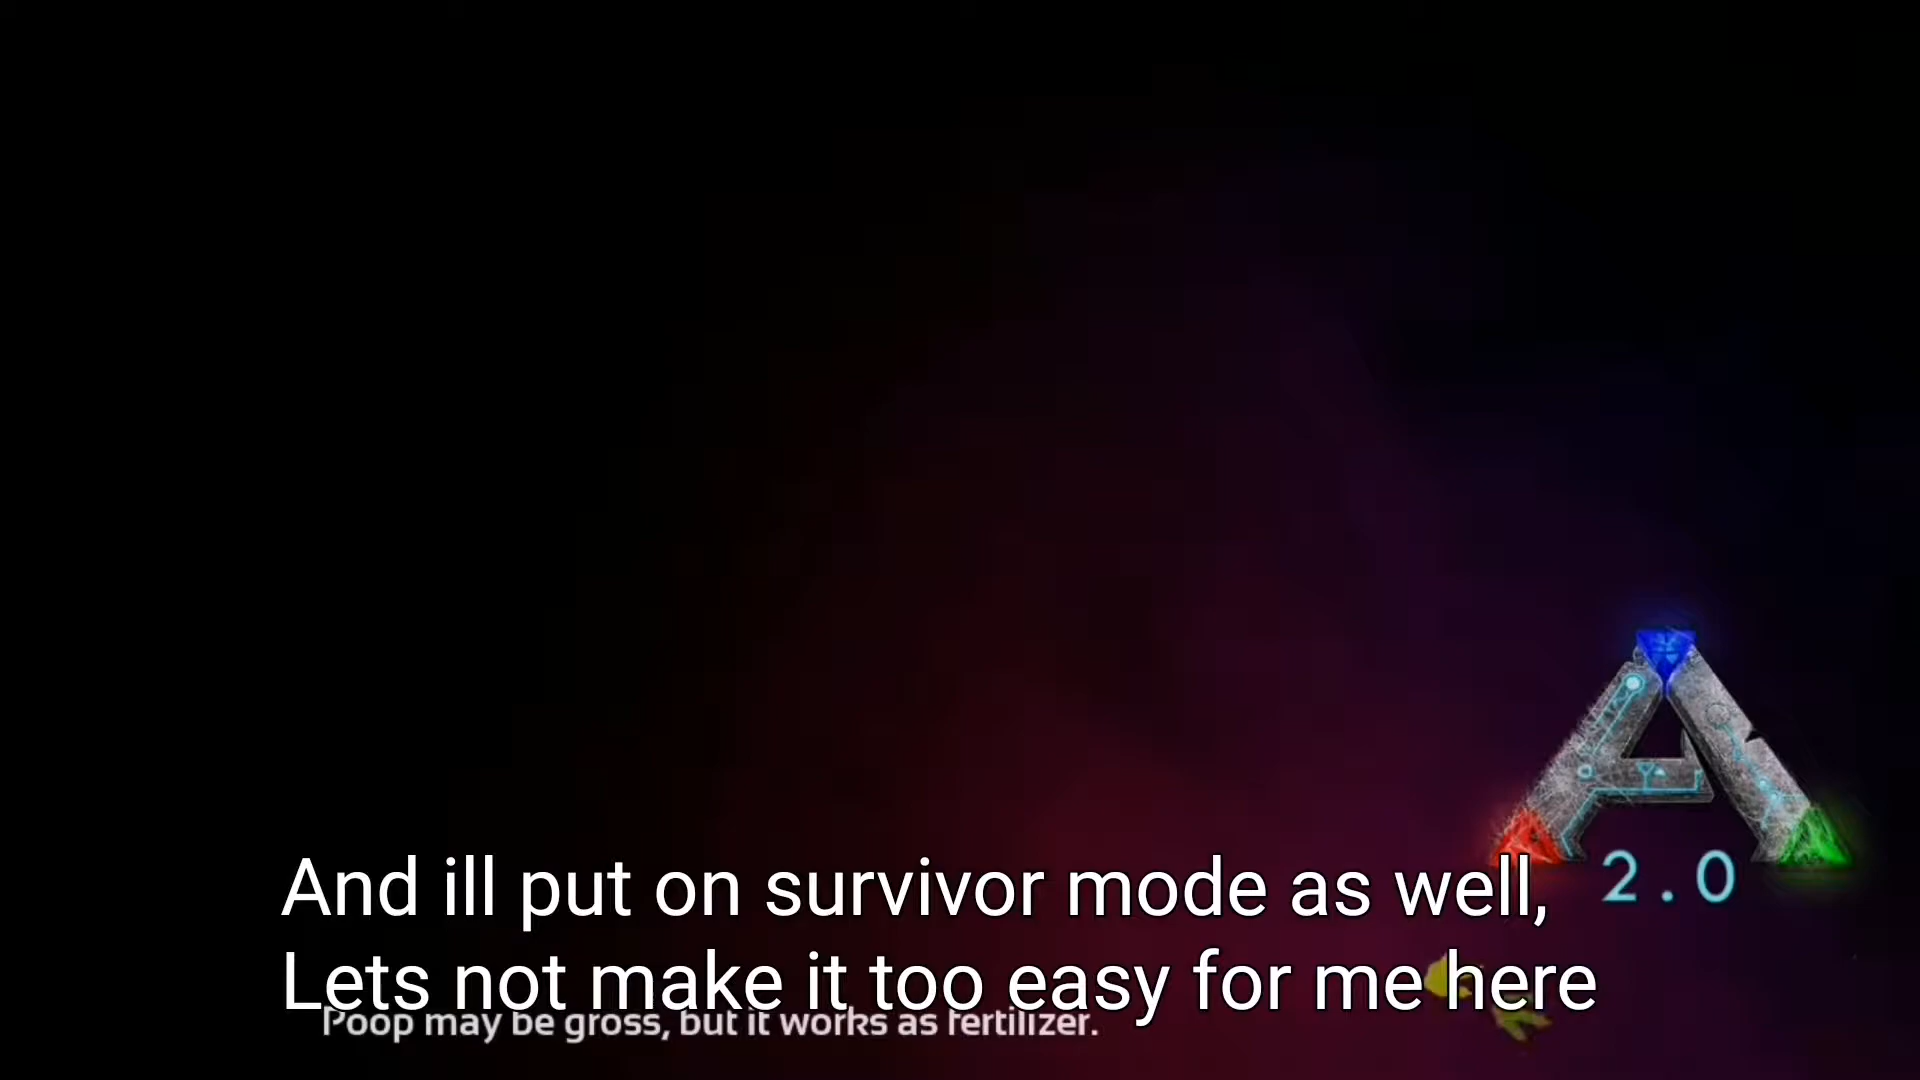 2.0
And ill put on survivor mode as well,
Lets not make it too easy for me here
Poop may be gross, but it works as fertilizer.